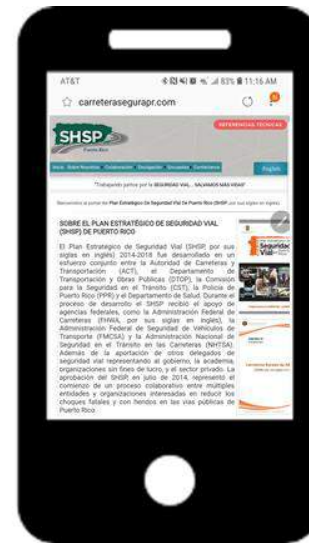 AT&T 83% 11:16 AM
carreterasegurapr.com
REFERENCIAS TÉCNICAS
SHSP
Puerto Rico
Inicio Sobre Nosotros Colaboración Divulgación Encuestas Contáctenos English
"Trabajando juntos por la SEGURIDAD VIAL... SALVAMOS MÁS VIDAS"
Bienvenidos al portal del Plan Estratégico de Seguridad Vial De Puerto Rico (SHSP, por sus siglas en inglés)
SOBRE EL PLAN ESTRATÉGICO DE SEGURIDAD VIAL
(SHSP) DE PUERTO RICO
El Plan Estratégico de Seguridad Vial (SHSP, por sus
siglas en inglés) 2014-2018 fue desarrollado en un
esfuerzo conjunto entre la Autoridad de Carreteras y
Transportación (ACT), el Departamento de
Transportación y Obras Públicas (DTOP), la Comisión
para la Seguridad en el Tránsito (CST), la Policía de
Puerto Rico (PPR) y el Departamento de Salud. Durante el
proceso de desarrollo el SHSP recibió el apoyo de
agencias federales, como la Administración Federal de
Carreteras (FHWA, por sus siglas en inglés), la
Administración Federal de Seguridad de Vehículos de
Transporte (FMCSA) y la Administración Nacional de
Seguridad en el Tránsito en las Carreteras (NHTSA).
Además de la aportación de otros delegados de
seguridad vial representando al gobierno, la academia,
organizaciones sin fines de lucro, y el sector privado. La
aprobación del SHSP, en julio de 2014, representó el
comienzo de un proceso colaborativo entre múltiples
entidades y organizaciones interesadas en reducir los
choques fatales y con heridos en las vías públicas de
Puerto Rico
Seguridad
Vial